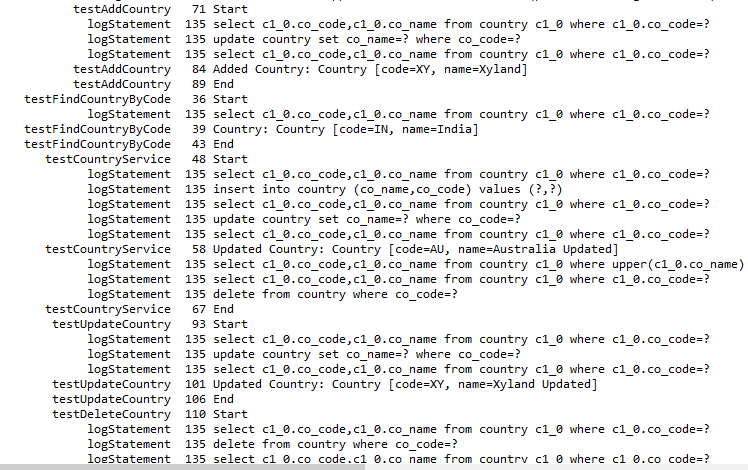 testAddCountry 71 Start
logStatement 135 select c1_0.co_code,c1_0.co_name from country c1_0 where c1_0.co_code=?
logStatement 135 update country set co_name=? where co_code=?
logStatement 135 select c1_0.co_code,c1_0.co_name from country c1_0 where c1_0.co_code=?
testAddCountry 84 Added Country: Country [code=XY, name=Xyland]
testAddCountry 89 End
testFindCountryByCode 36 Start
logStatement 135 select c1_0.co_code,c1_0.co_name from country c1_0 where c1_0.co_code=?
testFindCountryByCode 39 Country: Country [code=IN, name=India]
testFindCountryByCode 43 End
testCountryService 48 Start
logStatement 135 select c1_0.co_code,c1_0.co_name from country c1_0 where c1_0.co_code=?
logStatement 135 insert into country (co_name,co_code) values (?,?)
logStatement 135 select c1_0.co_code,c1_0.co_name from country c1_0 where c1_0.co_code=?
logStatement 135 update country set co_name=? where co_code=?
logStatement 135 select c1_0.co_code,c1_0.co_name from country c1_0 where c1_0.co_code=?
testCountryService 58 Updated Country: Country [code=AU, name=Australia Updated]
logStatement 135 select c1_0.co_code,c1_0.co_name from country c1_0 where upper(c1_0.co_name)
logStatement 135 select c1_0.co_code,c1_0.co_name from country c1_0 where c1_0.co_code=?
logStatement 135 delete from country where co_code=?
testCountryService 67 End
testUpdateCountry 93 Start
logStatement 135 select c1_0.co_code,c1_0.co_name from country c1_0 where c1_0.co_code=?
logStatement 135 update country set co_name=? where co_code=?
logStatement 135 select c1_0.co_code,c1_0.co_name from country c1_0 where c1_0.co_code=?
testUpdateCountry 101 Updated Country: Country [code=XY, name=Xyland Updated]
testUpdateCountry 106 End
testDeleteCountry 110 Start
logStatement 135 select c1_0.co_code,c1_0.co_name from country c1_0 where c1_0.co_code=?
logStatement 135 delete from country where co_code=?
logStatement 135 select c1_0.co_code,c1_0.co_name from country c1_0 where c1_0.co_code=?